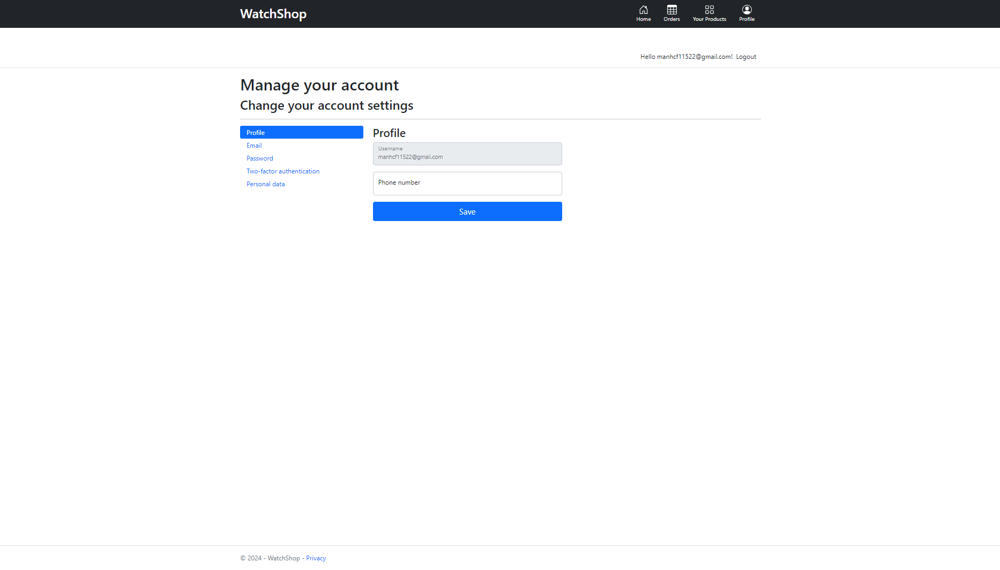 WatchShop
Home
Orders
Your Products
Profile
Hello manhcf11522@gmail.com! Logout
Manage your account
Change your account settings
Profile
Email
Password
Two-factor authentication
Personal data
Profile
Username
manhcf11522@gmail.com
Phone number
Save
© 2024 - WatchShop - Privacy